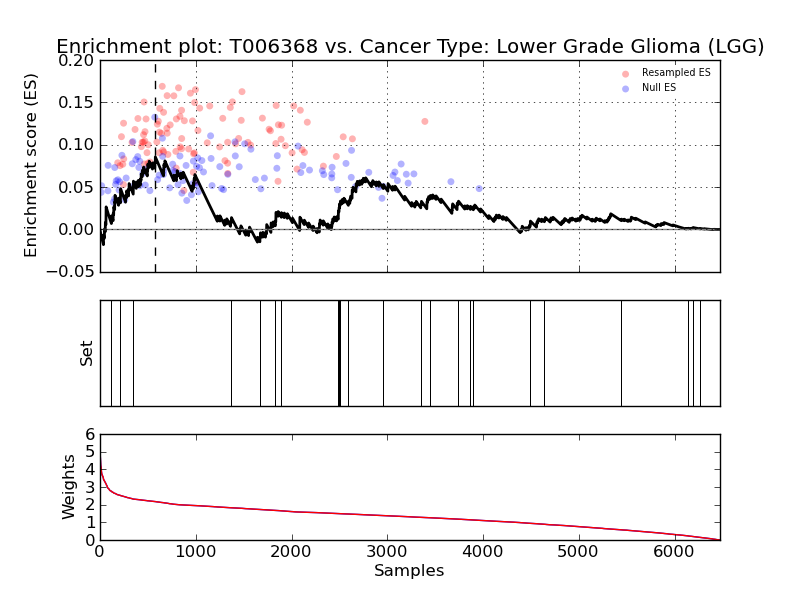 Enrichment plot: T006368 vs. Cancer Type: Lower Grade Glioma (LGG)
Enrichment score (ES)
0.20
0.15
0.10
0.05
0.00
−0.05
Resampled ES
Null ES
Set
Weights
6
5
4
3
2
1
0
0
1000
2000
3000
4000
5000
6000
Samples